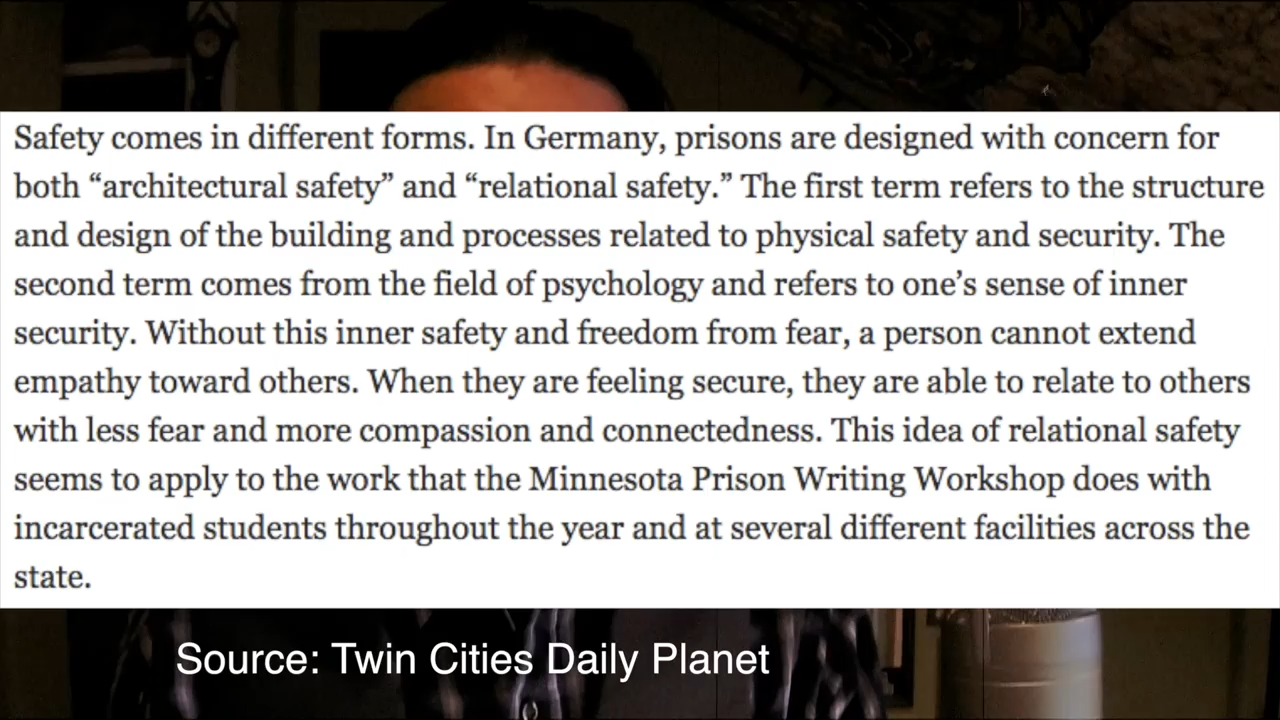 Safety comes in different forms. In Germany, prisons are designed with concern for
both “architectural safety” and “relational safety.” The first term refers to the structure
and design of the building and processes related to physical safety and security. The
second term comes from the field of psychology and refers to one’s sense of inner
security. Without this inner safety and freedom from fear, a person cannot extend
empathy toward others. When they are feeling secure, they are able to relate to others
with less fear and more compassion and connectedness. This idea of relational safety
seems to apply to the work that the Minnesota Prison Writing Workshop does with
incarcerated students throughout the year and at several different facilities across the
state.
Source: Twin Cities Daily Planet